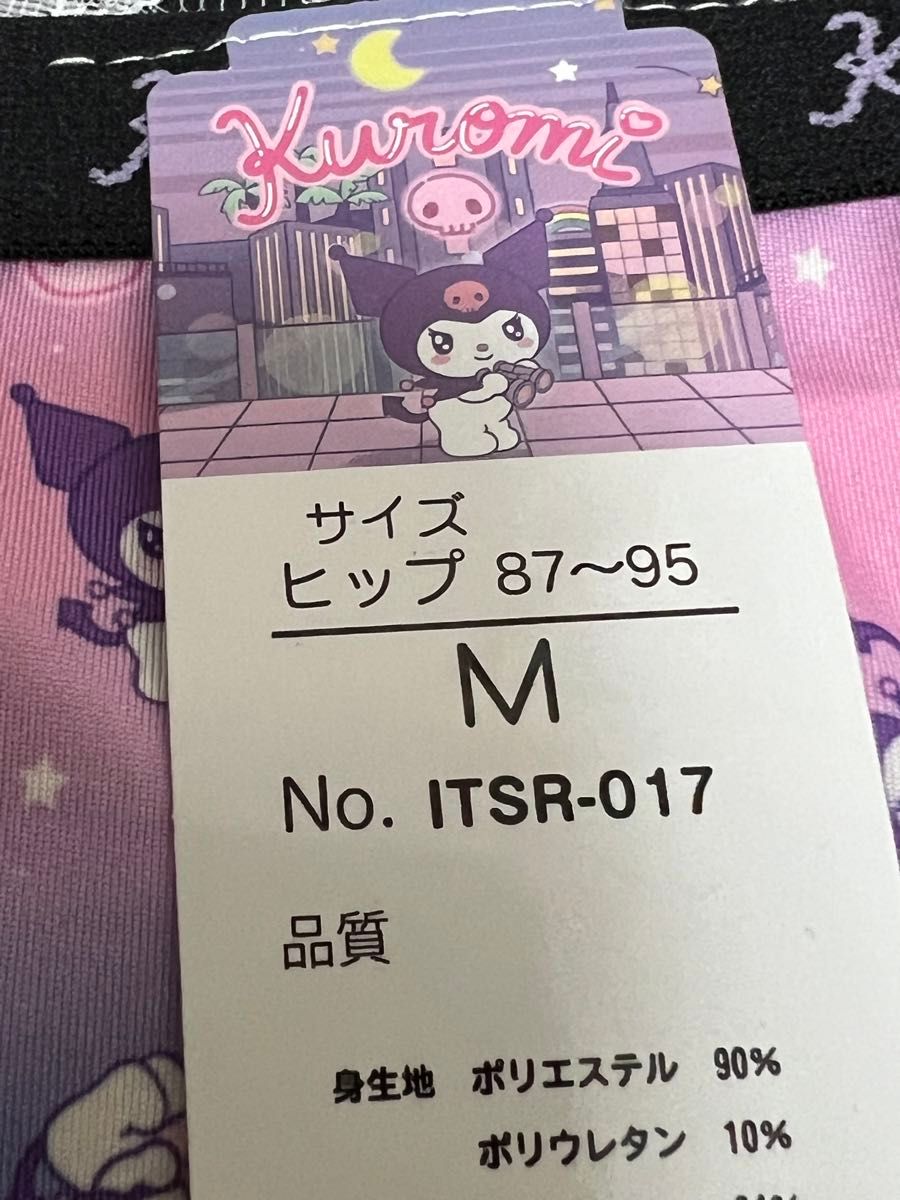 Kuromi
サイズ
ヒップ 87〜95
M
No. ITSR-017
品質
身生地 ポリエステル 90%
ポリウレタン 10%